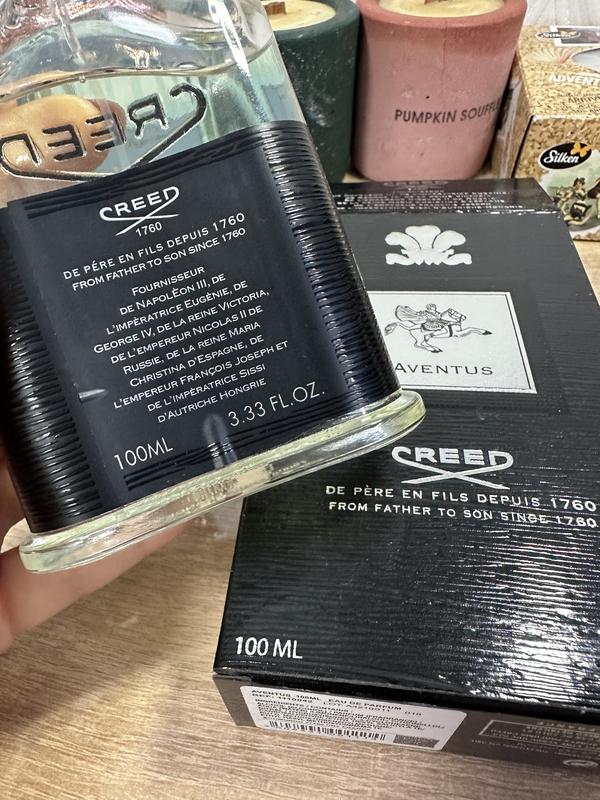 CREED
PUMPKIN SOUFFL
ADVENT
Silken
CREED
1760
DE PÉRE EN FILS DEPUIS 1760
FROM FATHER TO SON SINCE 1760
FOURNISSEUR
DE NAPOLÉON III, DE
L'IMPÉRATRICE EUGÉNIE, DE
GEORGE IV, DE LA REINE VICTORIA,
DE L'EMPEREUR NICOLAS II DE
RUSSIE, DE LA REINE MARIA
CHRISTINA D'ESPAGNE, DE
L'EMPEREUR FRANÇOIS JOSEPH ET
DE L'IMPÉRATRICE SISSI
D'AUTRICHE HONGRIE
100ML
3.33 FL.OZ.
AVENTUS
CREED
DE PÈRE EN FILS DEPUIS 1760
FROM FATHER TO SON SINCE 1760
100 ML
AVENTUS 100ML EAU DE PARFUM